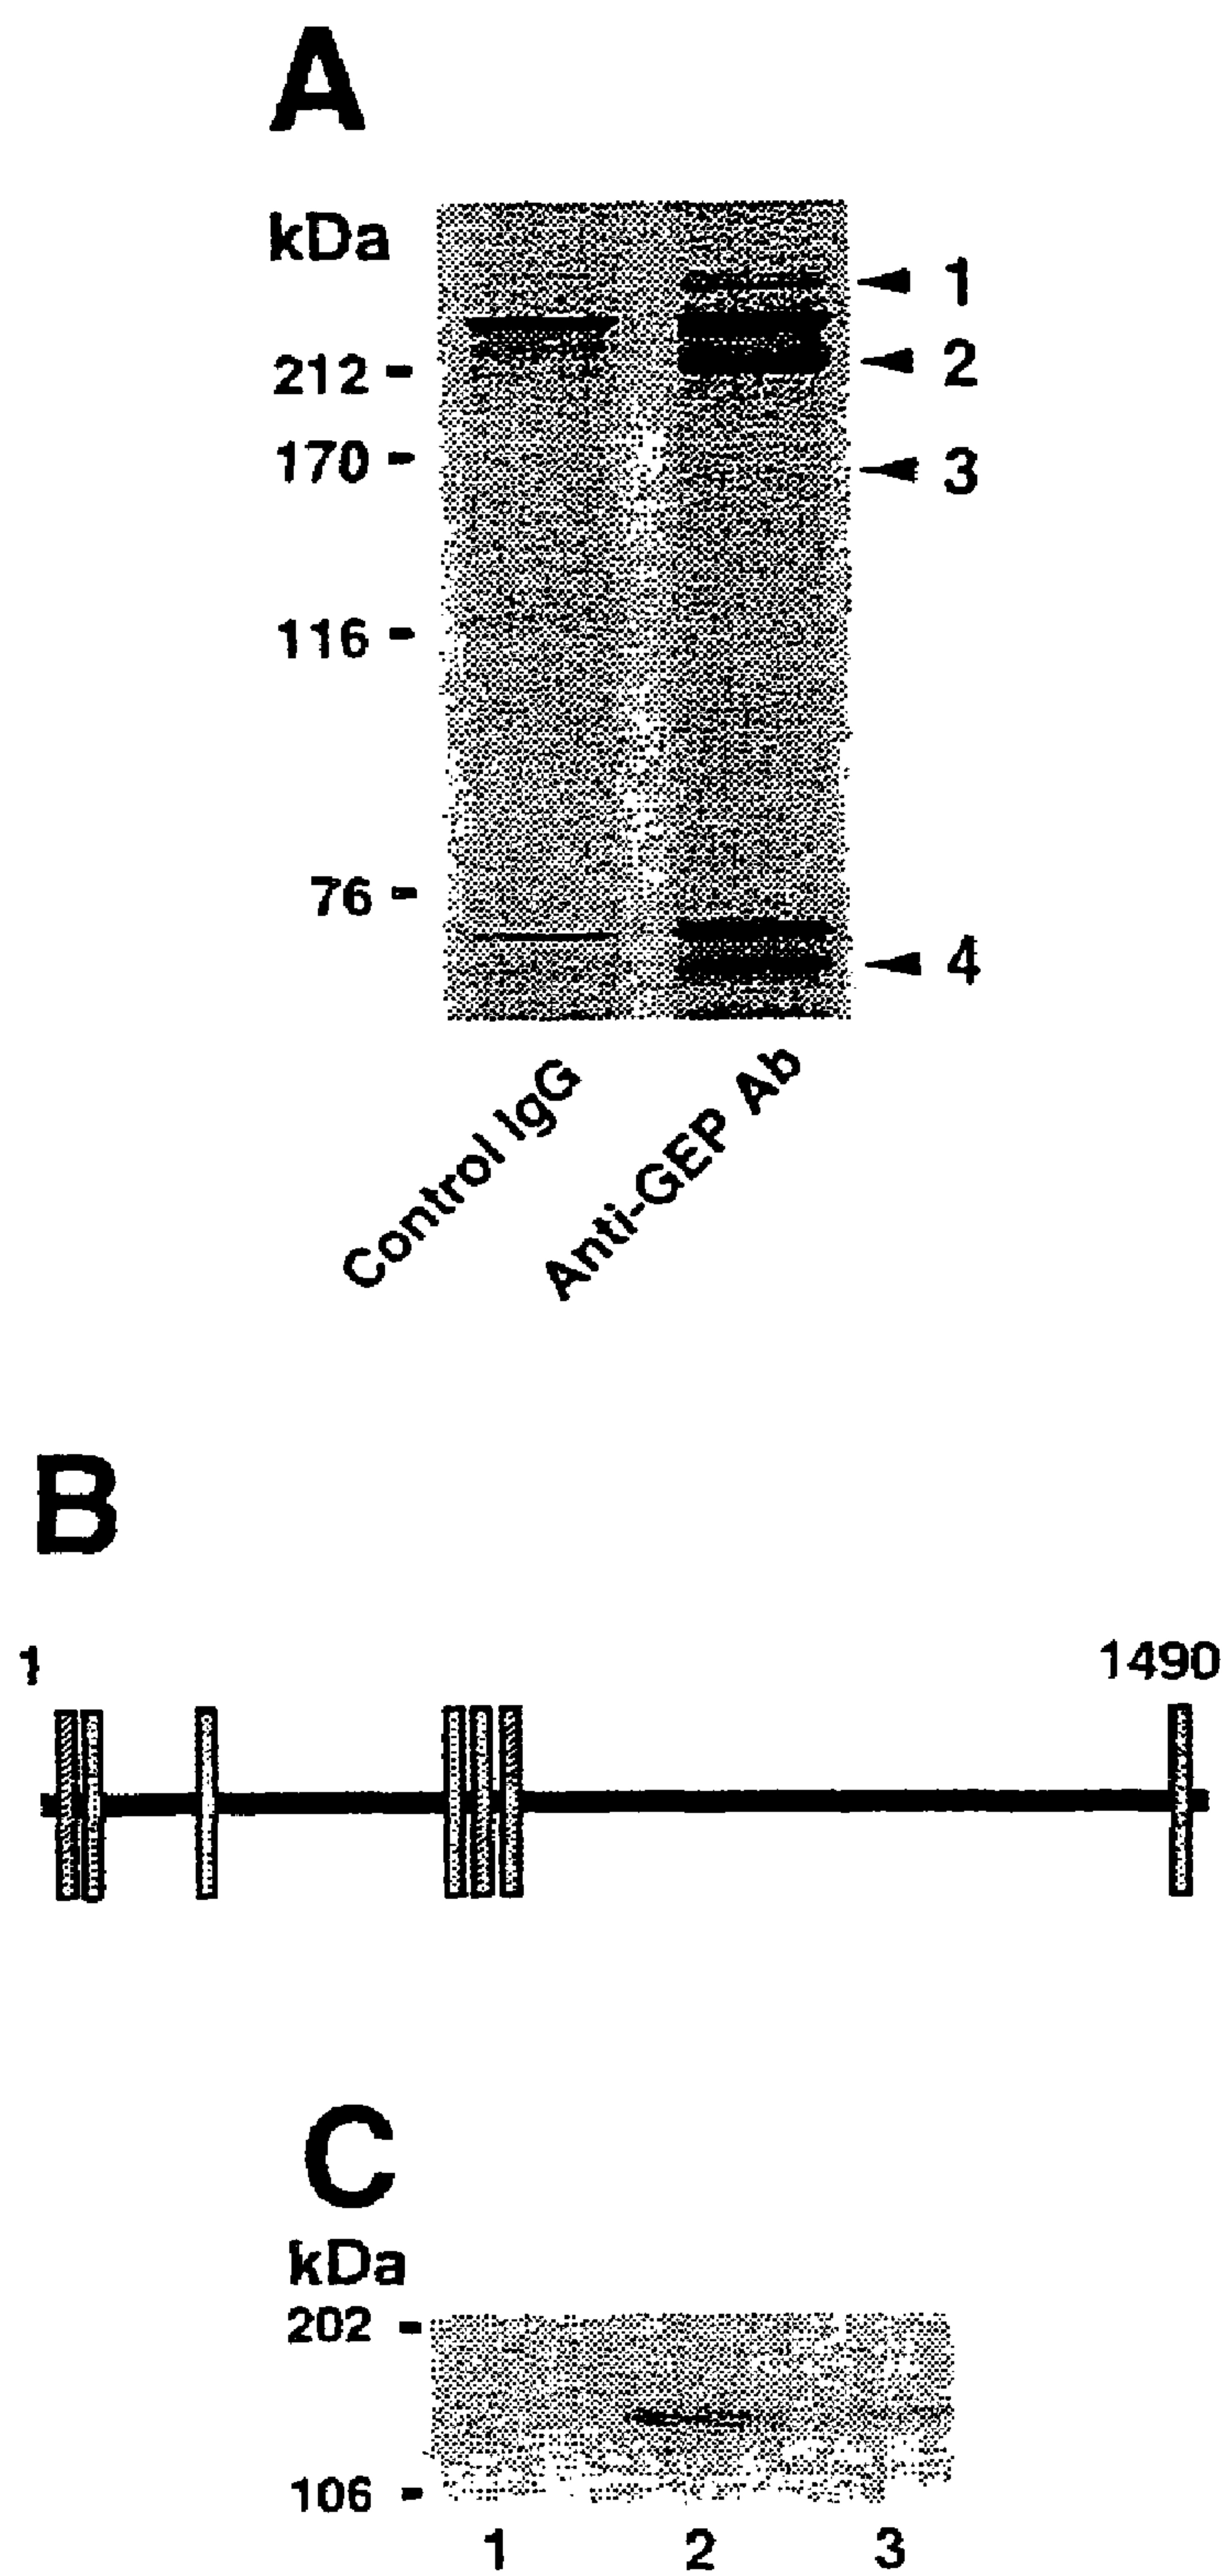 A
kDa
1
212 -
2
170 -
3
116 -
76 -
4
Control IgG
Anti-GEP Ab
B
1
1490
C
kDa
202 -
106 -
1 2 3